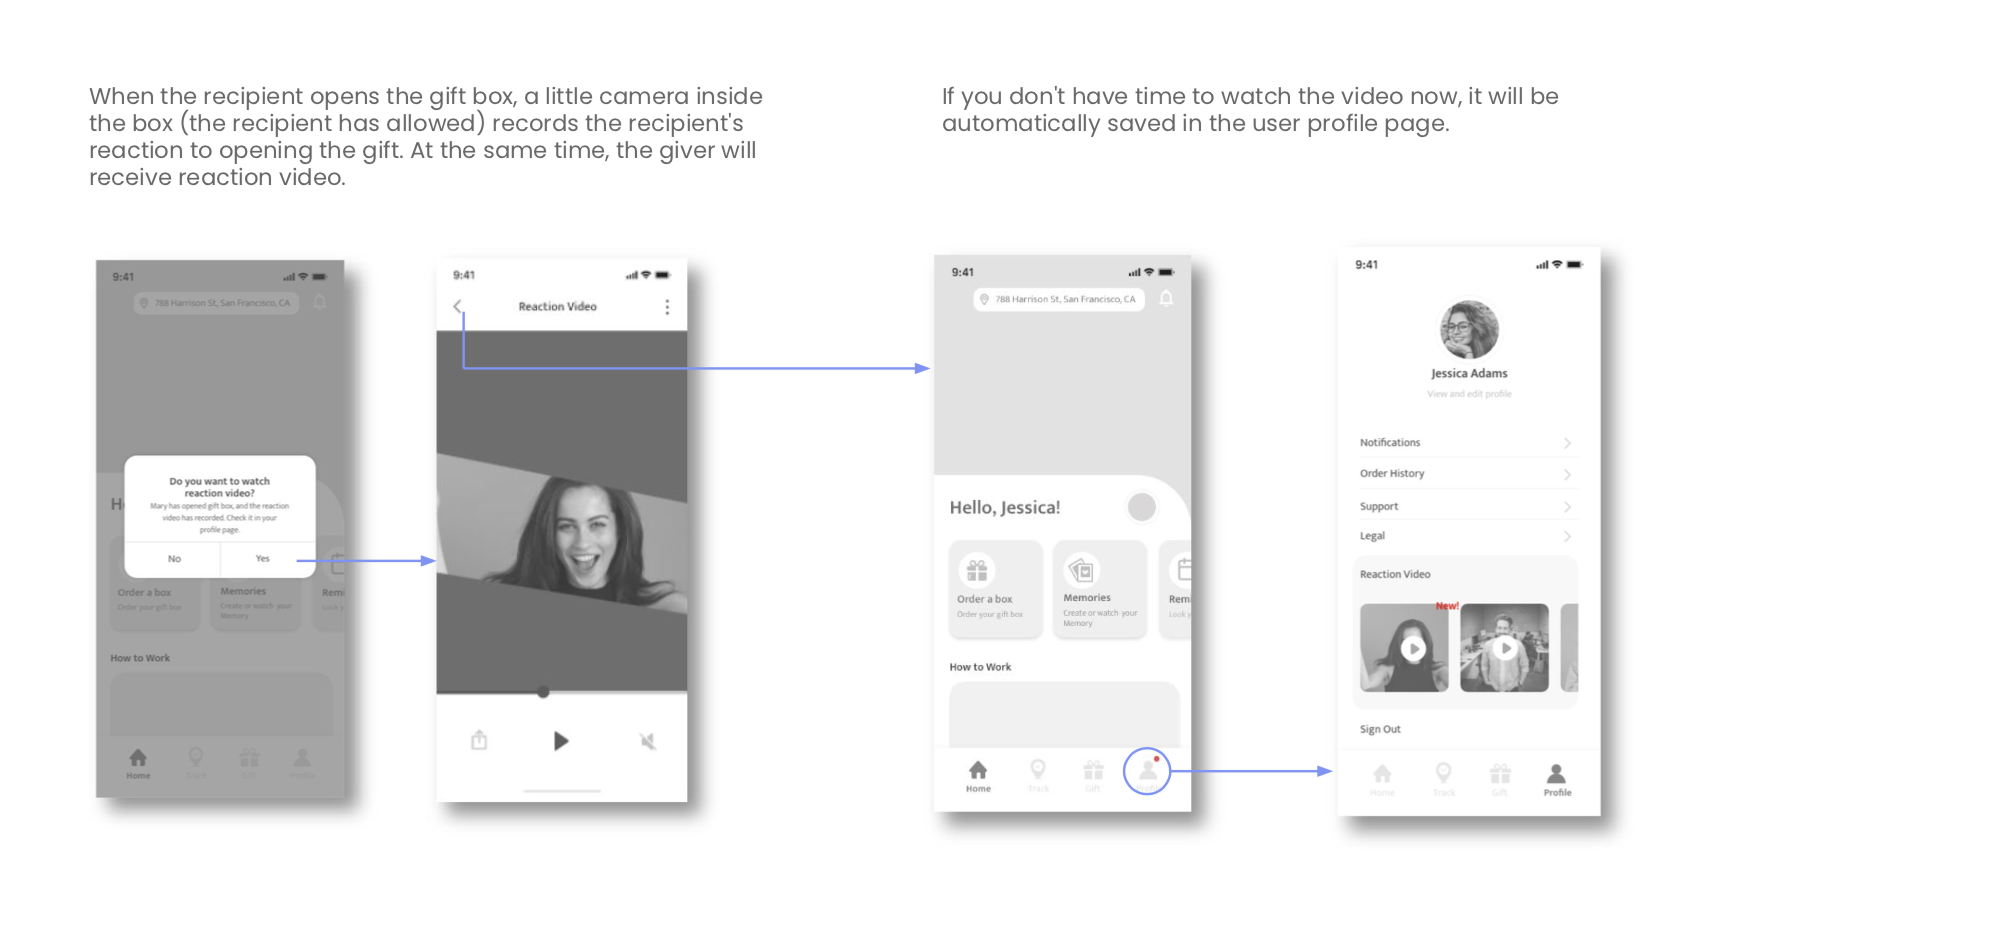 When the recipient opens the gift box, a little camera inside
the box (the recipient has allowed) records the recipient's
reaction to opening the gift. At the same time, the giver will
receive reaction video.
If you don't have time to watch the video now, it will be
automatically saved in the user profile page.
9:41
788 Harrison St, San Francisco, CA
Do you want to watch
reaction video?
Mary has opened gift box, and the reaction
video has recorded. Check it in your
profile page.
No
Yes
Order a box
Order your gift box
Memories
Create or watch your
Memory
How to Work
Home
Track
Gift
Profile
9:41
Reaction Video
9:41
788 Harrison St, San Francisco, CA
Hello, Jessica!
Order a box
Order your gift box
Memories
Create or watch your
Memory
How to Work
Home
Track
Gift
Profile
9:41
Jessica Adams
View and edit profile
Notifications
Order History
Support
Legal
Reaction Video
New!
Sign Out
Home
Track
Gift
Profile